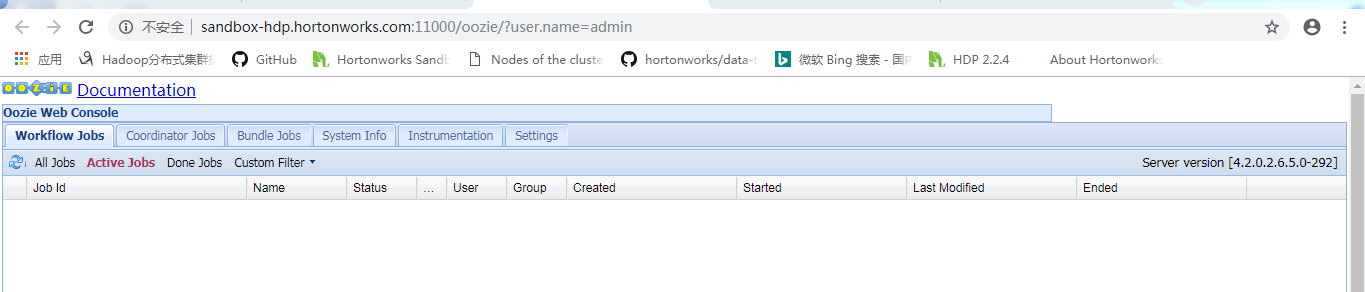 不安全 sandbox-hdp.hortonworks.com:11000/oozie/?user.name=admin
应用 Hadoop分布式集群 GitHub Hortonworks Sandb Nodes of the cluste hortonworks/data-t 微软 Bing 搜索 - 国 HDP 2.2.4 About Hortonworks
OOZIE Documentation
Oozie Web Console
Workflow Jobs Coordinator Jobs Bundle Jobs System Info Instrumentation Settings
All Jobs Active Jobs Done Jobs Custom Filter Server version [4.2.0.2.6.5.0-292]
Job Id Name Status ... User Group Created Started Last Modified Ended